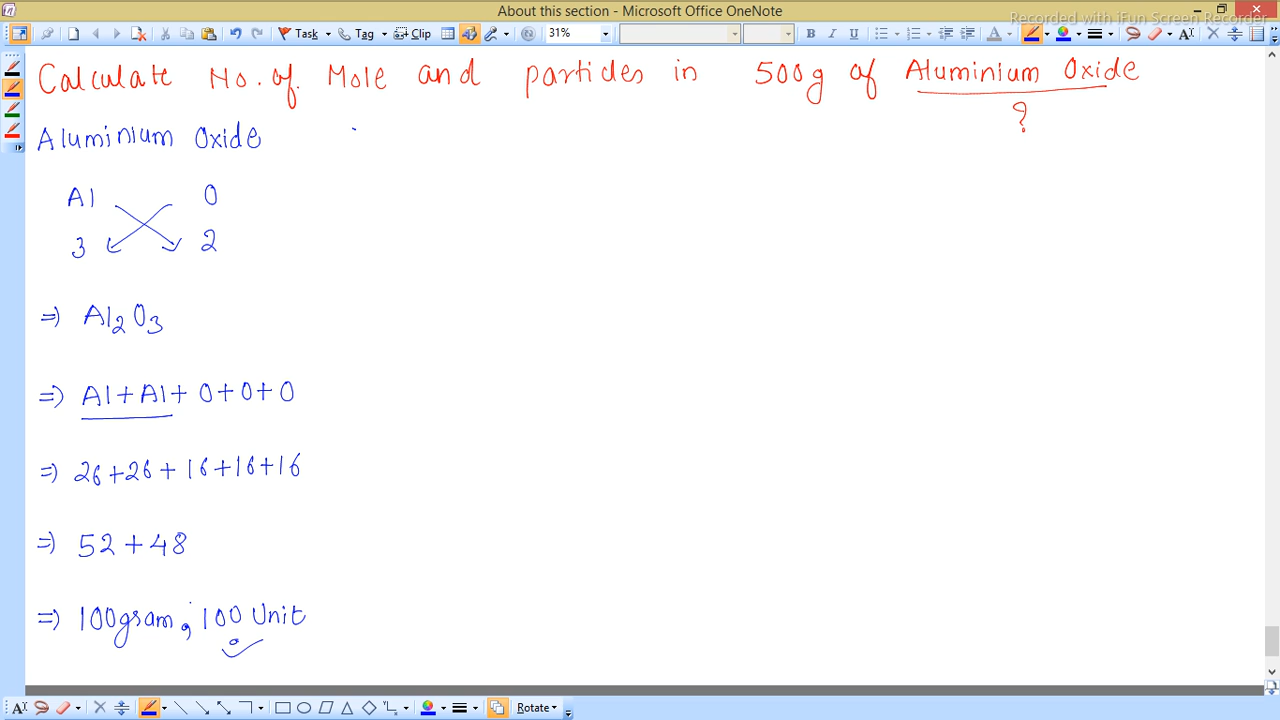 About this section - Microsoft Office OneNote
Recorded with iFun Screen Recorder
Task Tag Clip 31% B I U
Calculate No. of. Mole and particles in 500g of Aluminium Oxide
?
Aluminium Oxide
Al O
3 2
=) Al2O3
=) Al+Al+O+O+O
=) 26+26+16+16+16
=) 52+48
=) 100gram, 100 Unit
Rotate